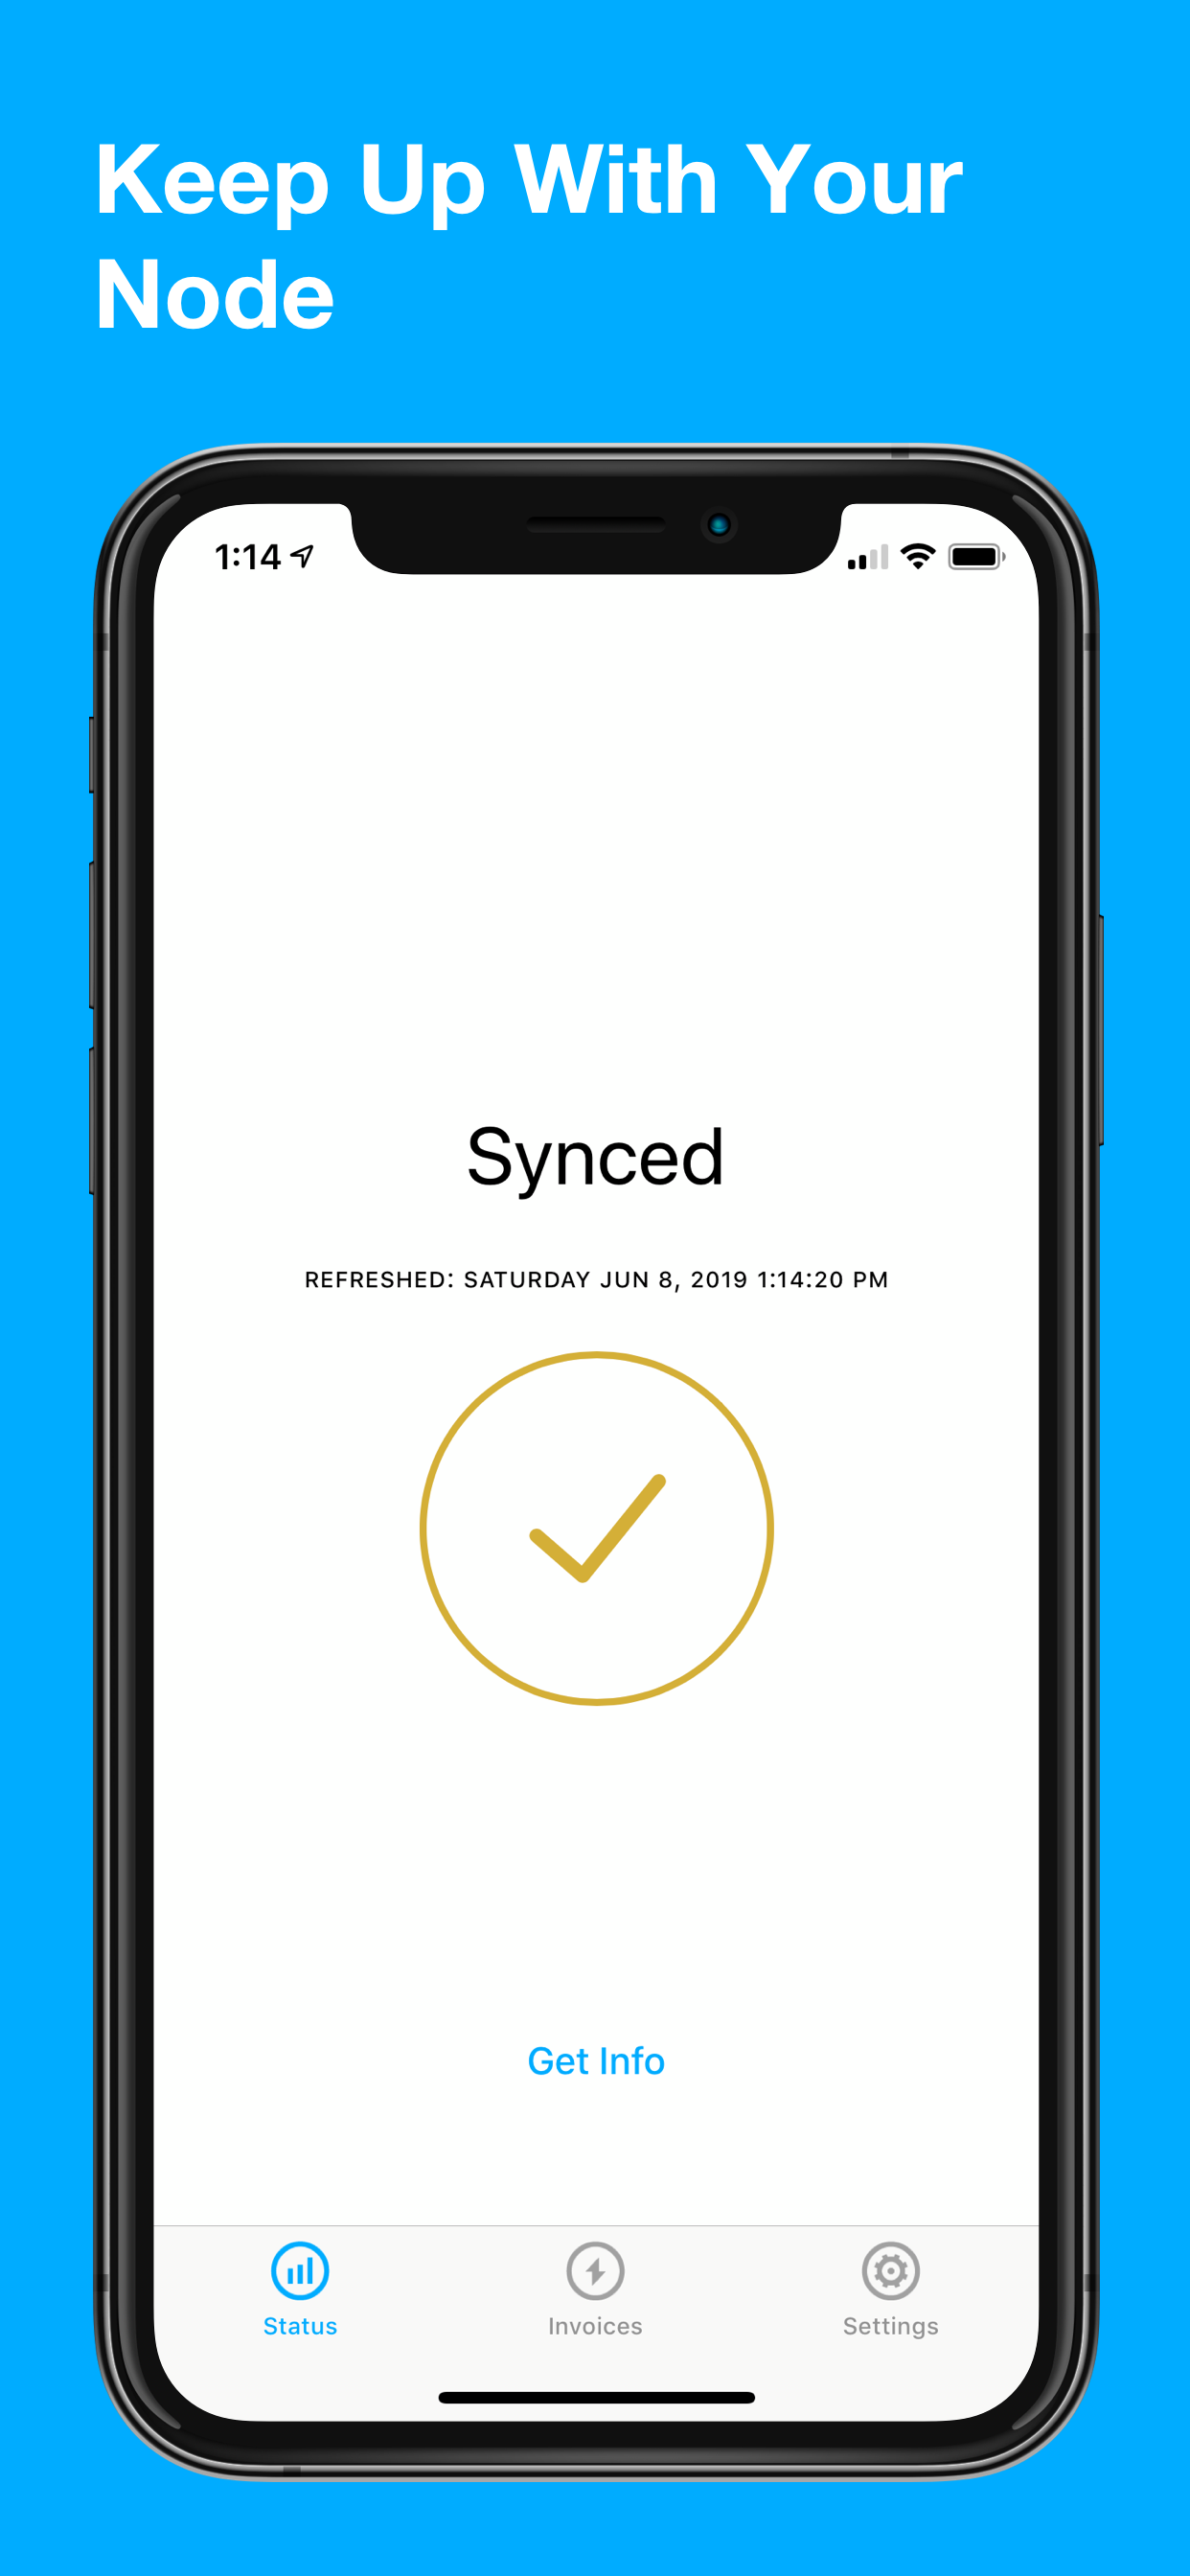 Keep Up With Your
Node
1:14
Synced
REFRESHED: SATURDAY JUN 8, 2019 1:14:20 PM
Get Info
Status
Invoices
Settings